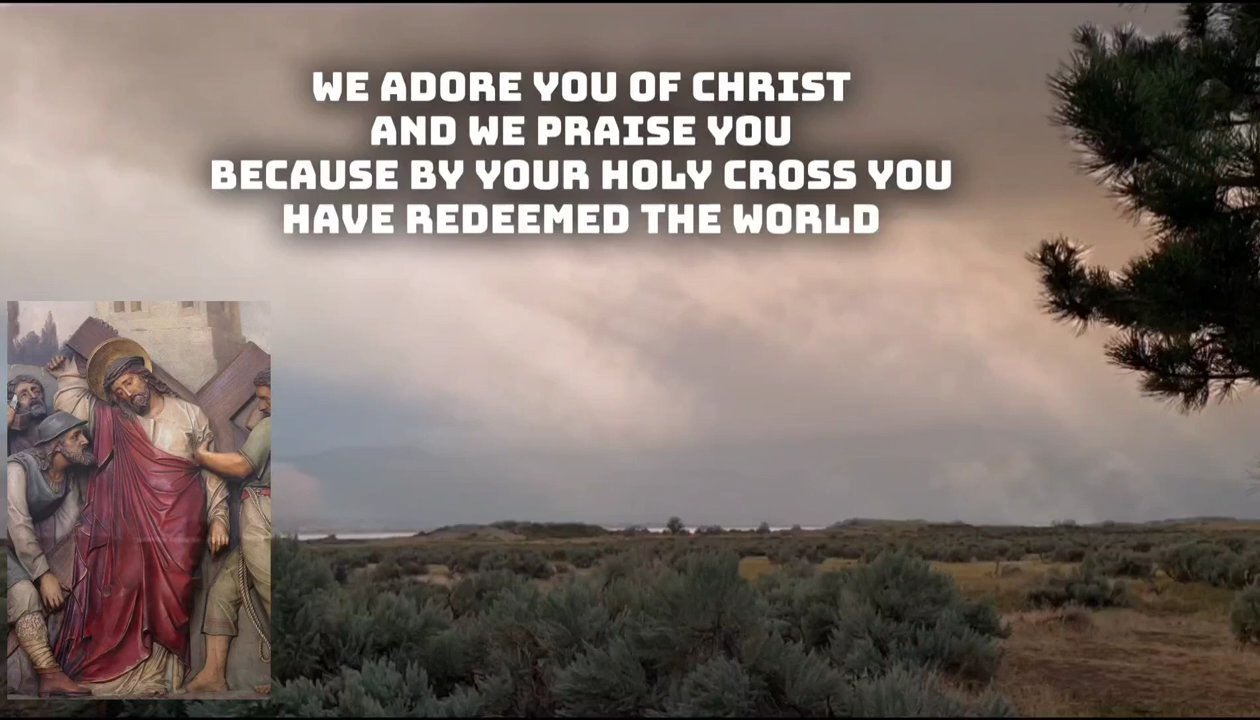 WE ADORE YOU OF CHRIST
AND WE PRAISE YOU
BECAUSE BY YOUR HOLY CROSS YOU
HAVE REDEEMED THE WORLD